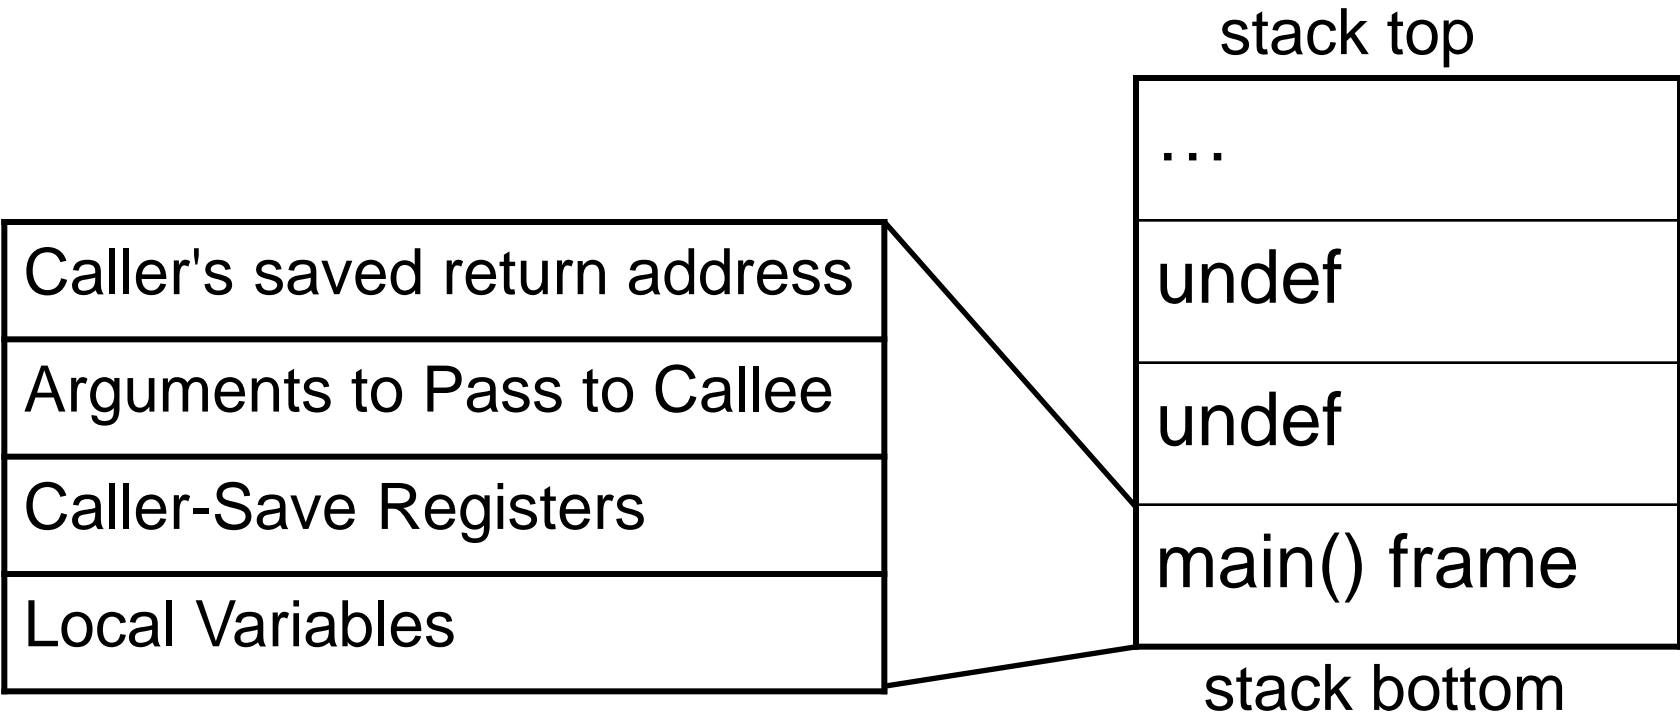 stack top
…
undef
undef
main() frame
stack bottom
Caller's saved return address
Arguments to Pass to Callee
Caller-Save Registers
Local Variables